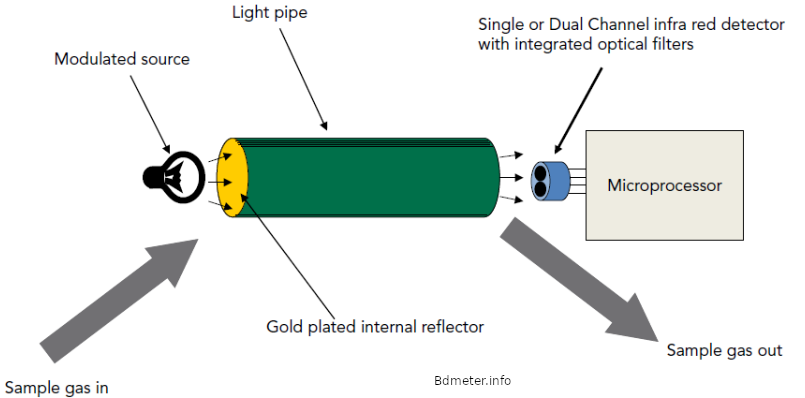 Light pipe
Single or Dual Channel infra red detector
with integrated optical filters
Modulated source
Microprocessor
Gold plated internal reflector
Sample gas out
Bdmeter.info
Sample gas in